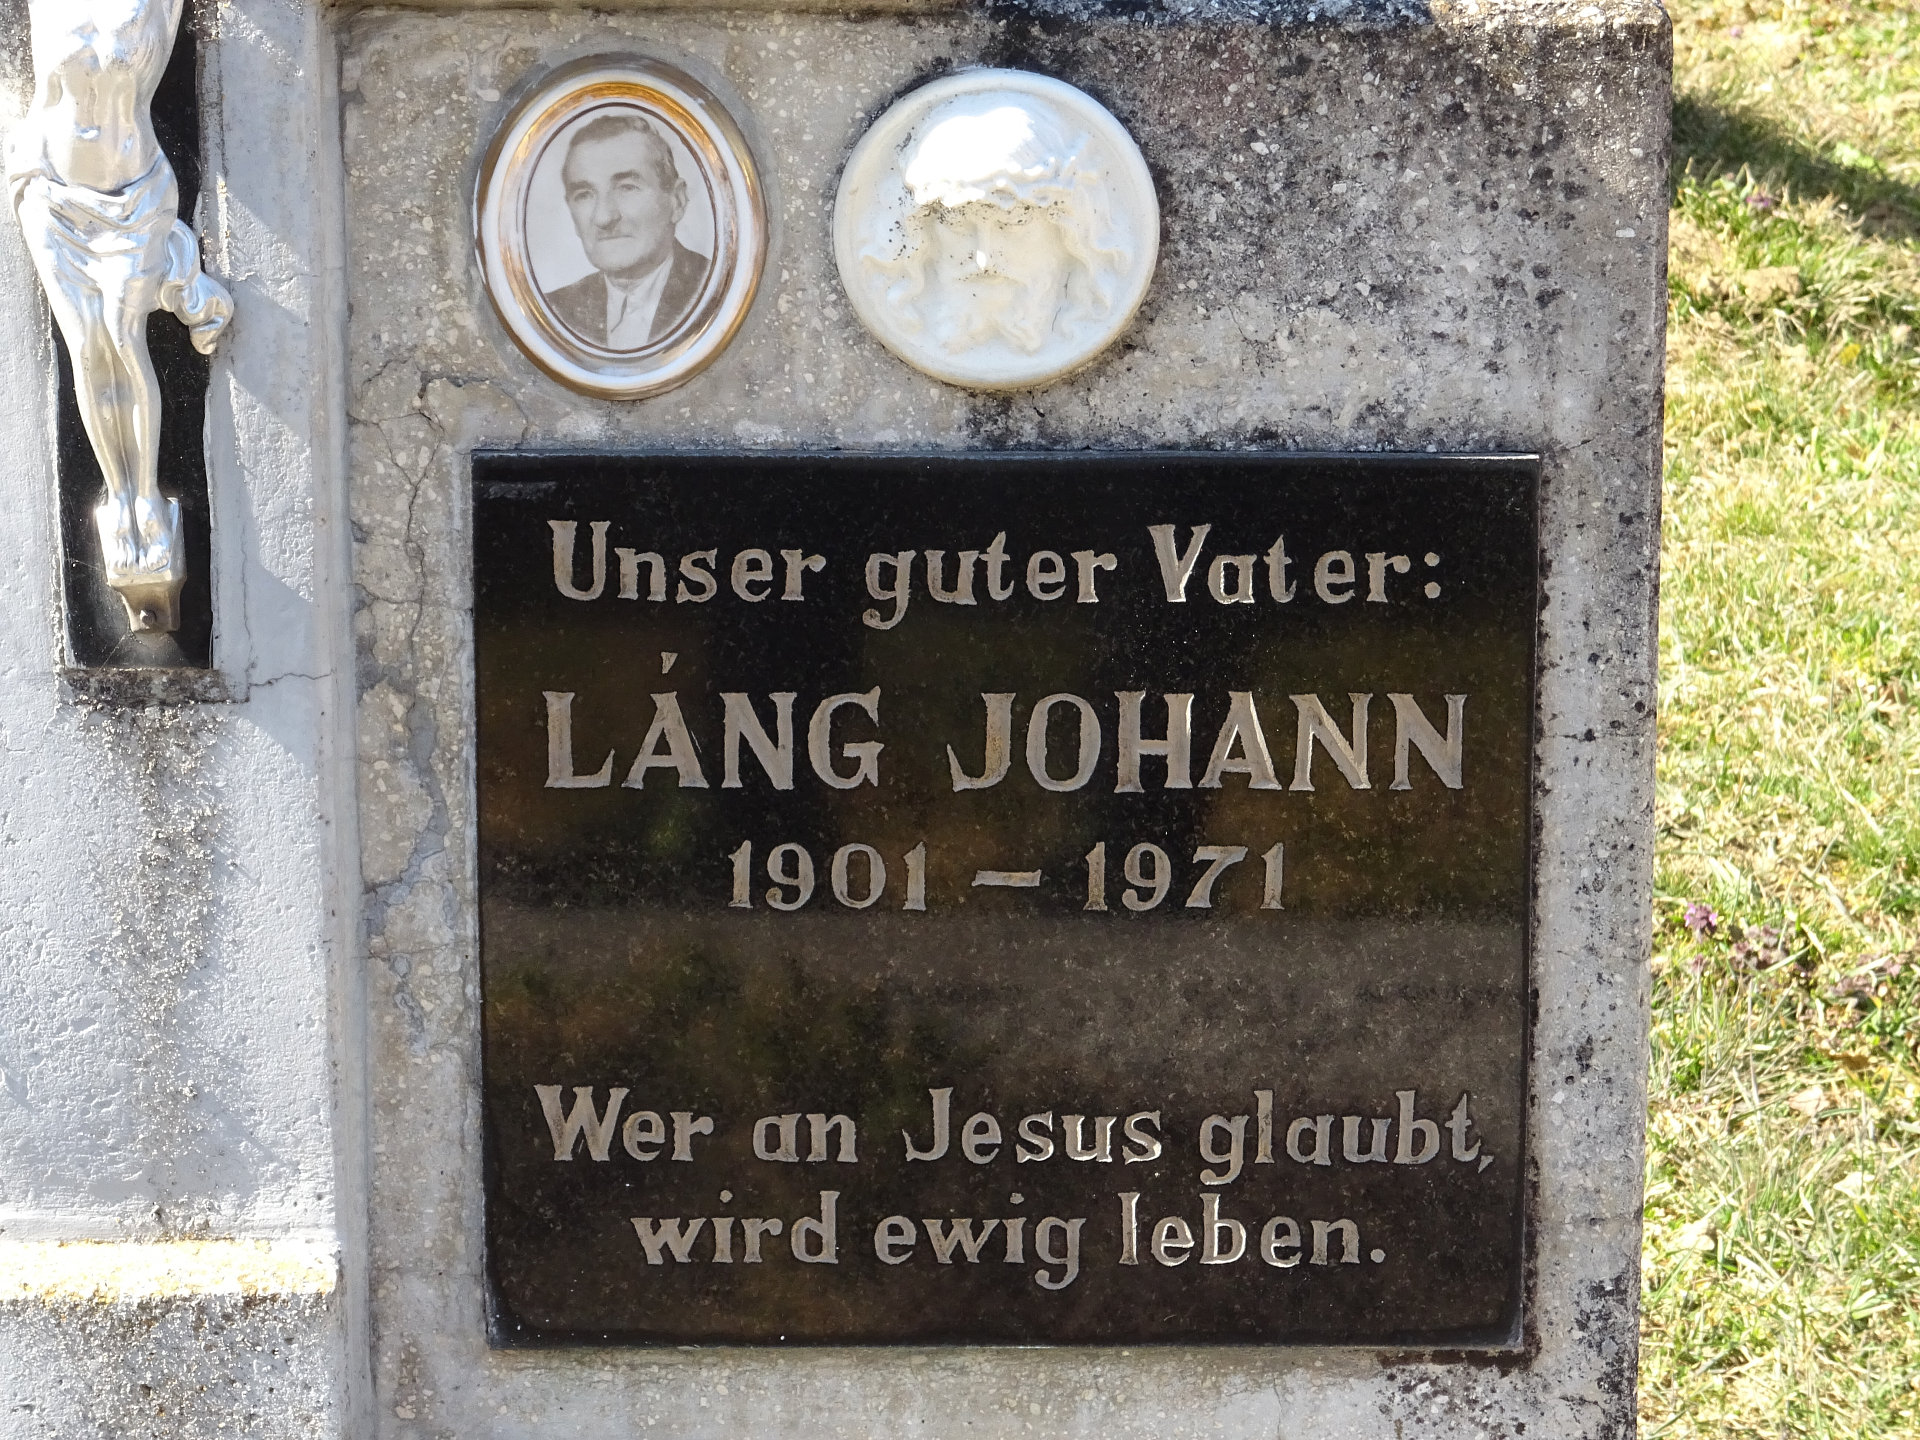 Unser guter Vater:
LÁNG JOHANN
1901 – 1971
Wer an Jesus glaubt,
wird ewig leben.